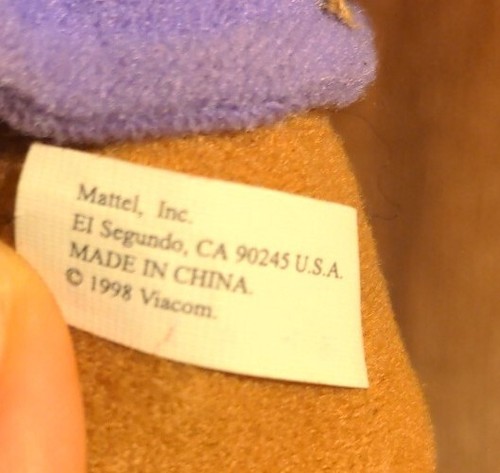 Mattel, Inc.
El Segundo, CA 90245 U.S.A.
MADE IN CHINA.
© 1998 Viacom.